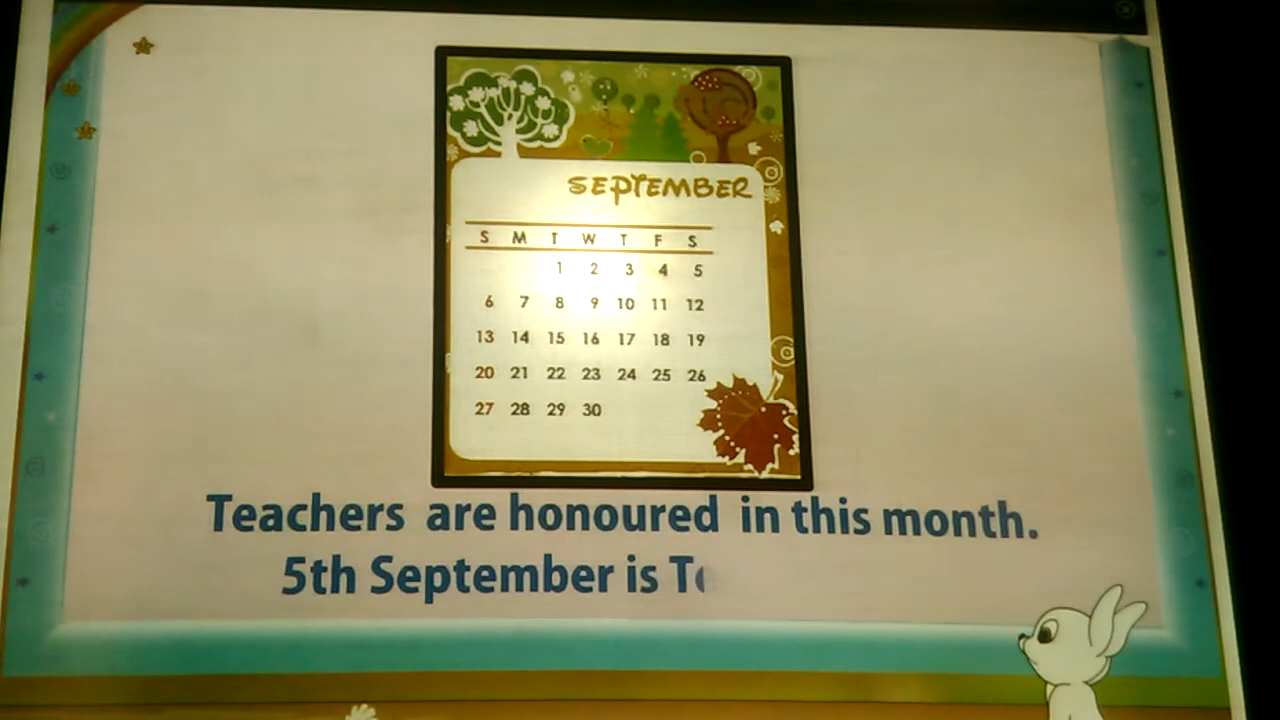 SEPTEMBER
S M T W T F S
1 2 3 4 5
6 7 8 9 10 11 12
13 14 15 16 17 18 19
20 21 22 23 24 25 26
27 28 29 30
Teachers are honoured in this month.
5th September is